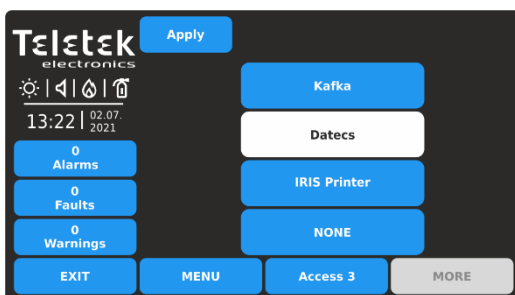 Teletek
electronics
Apply
13:22 02.07.
2021
Kafka
Datecs
IRIS Printer
NONE
0
Alarms
0
Faults
0
Warnings
EXIT
MENU
Access 3
MORE